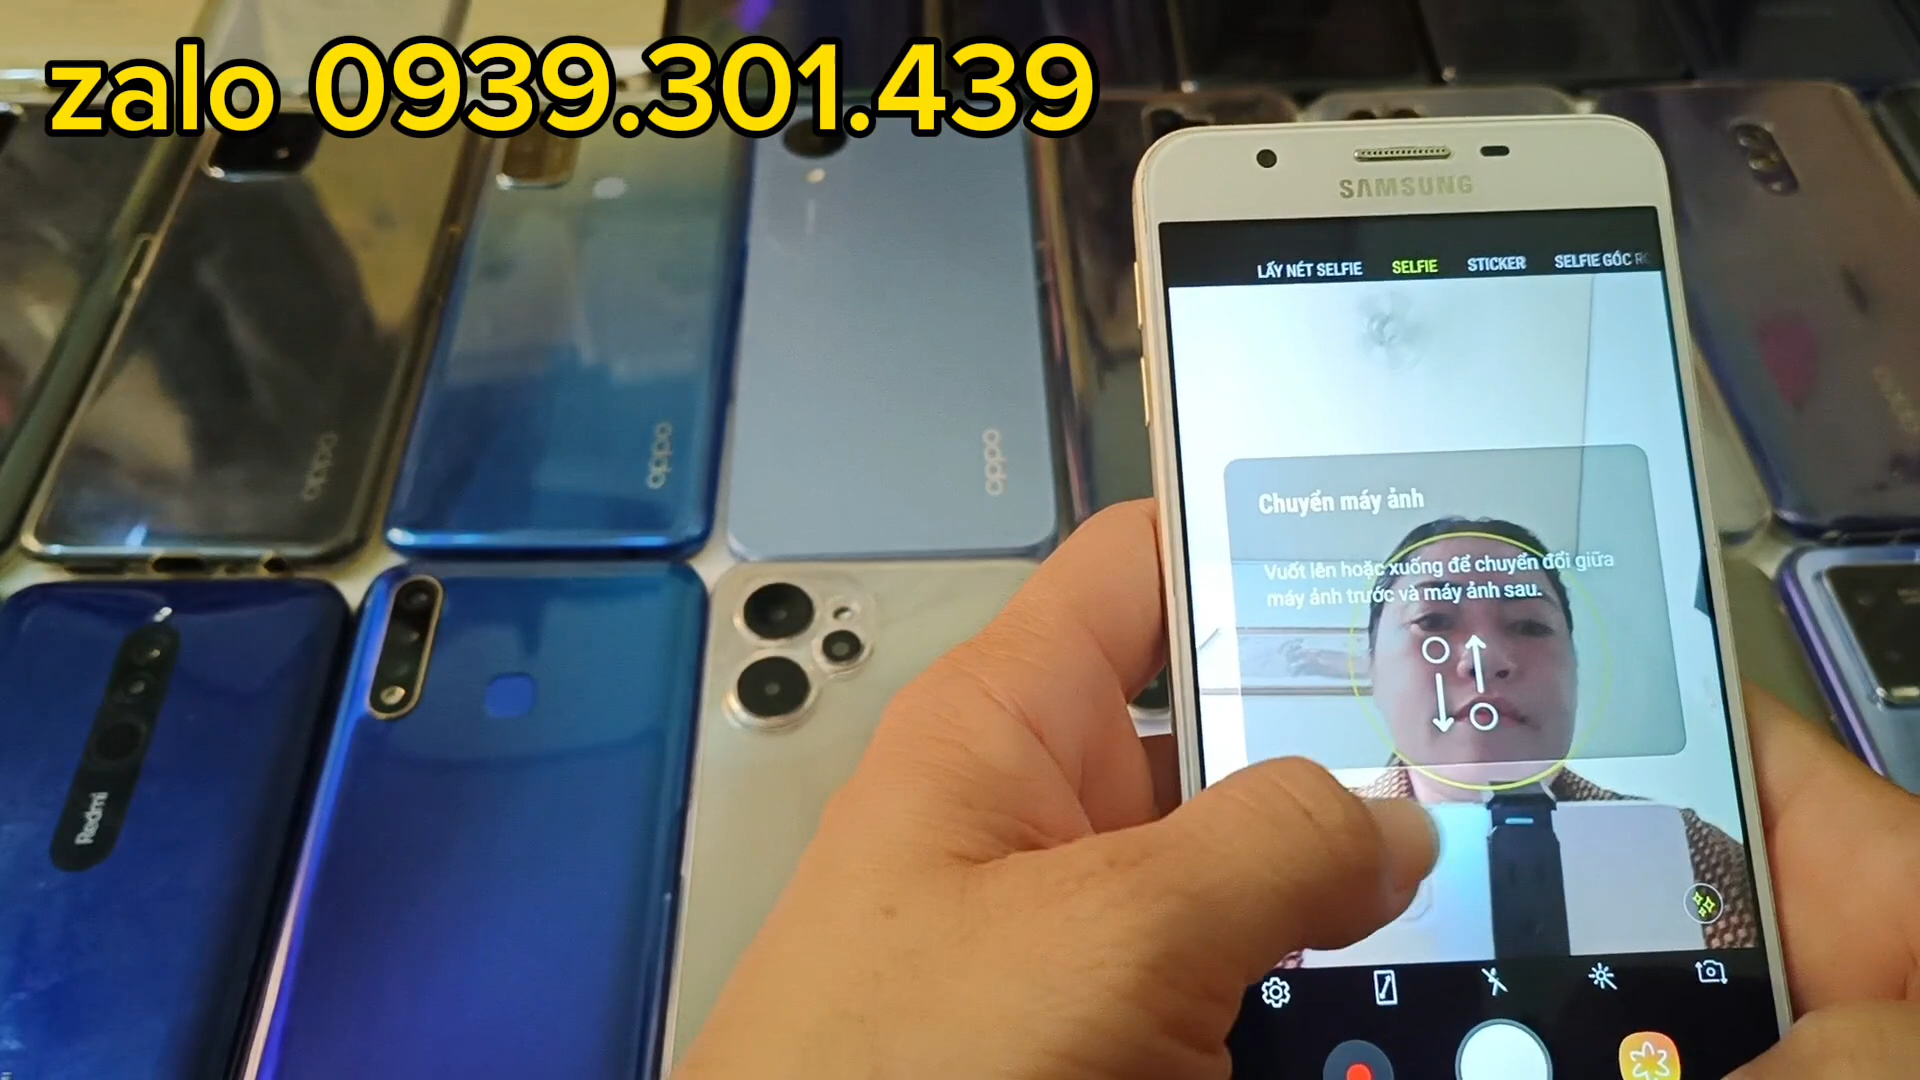 zalo 0939.301.439
SAMSUNG
LẤY NÉT SELFIE SELFIE STICKER SELFIE GÓC
Chuyển máy ảnh
Vuốt lên hoặc xuống để chuyển đổi giữa
máy ảnh trước và máy ảnh sau.
oppo
oppo
oppo
Redmi